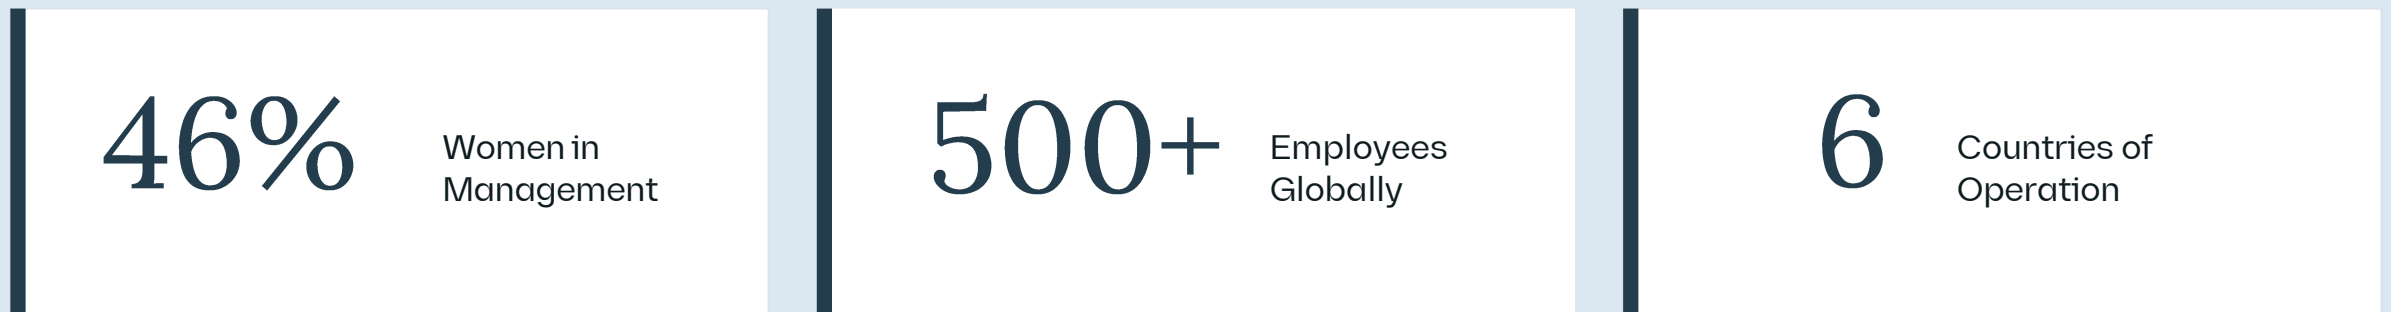 46%
Women in
Management
500+
Employees
Globally
6
Countries of
Operation